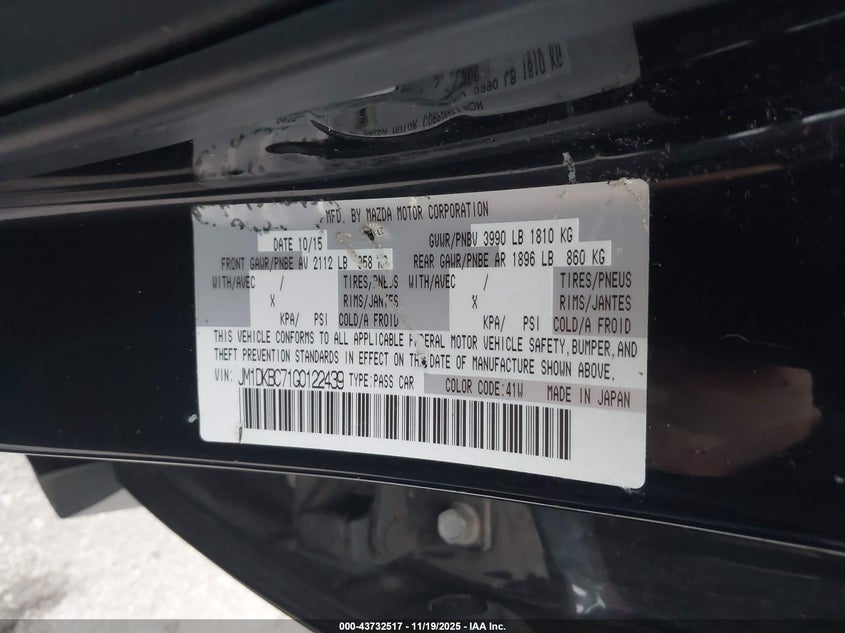 MFD. BY MAZDA MOTOR CORPORATION
DATE 10/15 GVWR/PNBV 3990 LB 1810 KG
FRONT GAWR/PNBE AV 2112 LB 958 KG REAR GAWR/PNBE AR 1896 LB 860 KG
WITH/AVEC / TIRES/PNEUS WITH/AVEC / TIRES/PNEUS
X RIMS/JANTES X RIMS/JANTES
KPA/ PSI COLD/A FROID KPA/ PSI COLD/A FROID
THIS VEHICLE CONFORMS TO ALL APPLICABLE FEDERAL MOTOR VEHICLE SAFETY, BUMPER, AND
THEFT PREVENTION STANDARDS IN EFFECT ON THE DATE OF MANUFACTURE SHOWN ABOVE.
VIN: JM1DKBC71G0122439 TYPE:PASS CAR COLOR CODE:41W MADE IN JAPAN
000-43732517 - 11/19/2025 - IAA Inc.